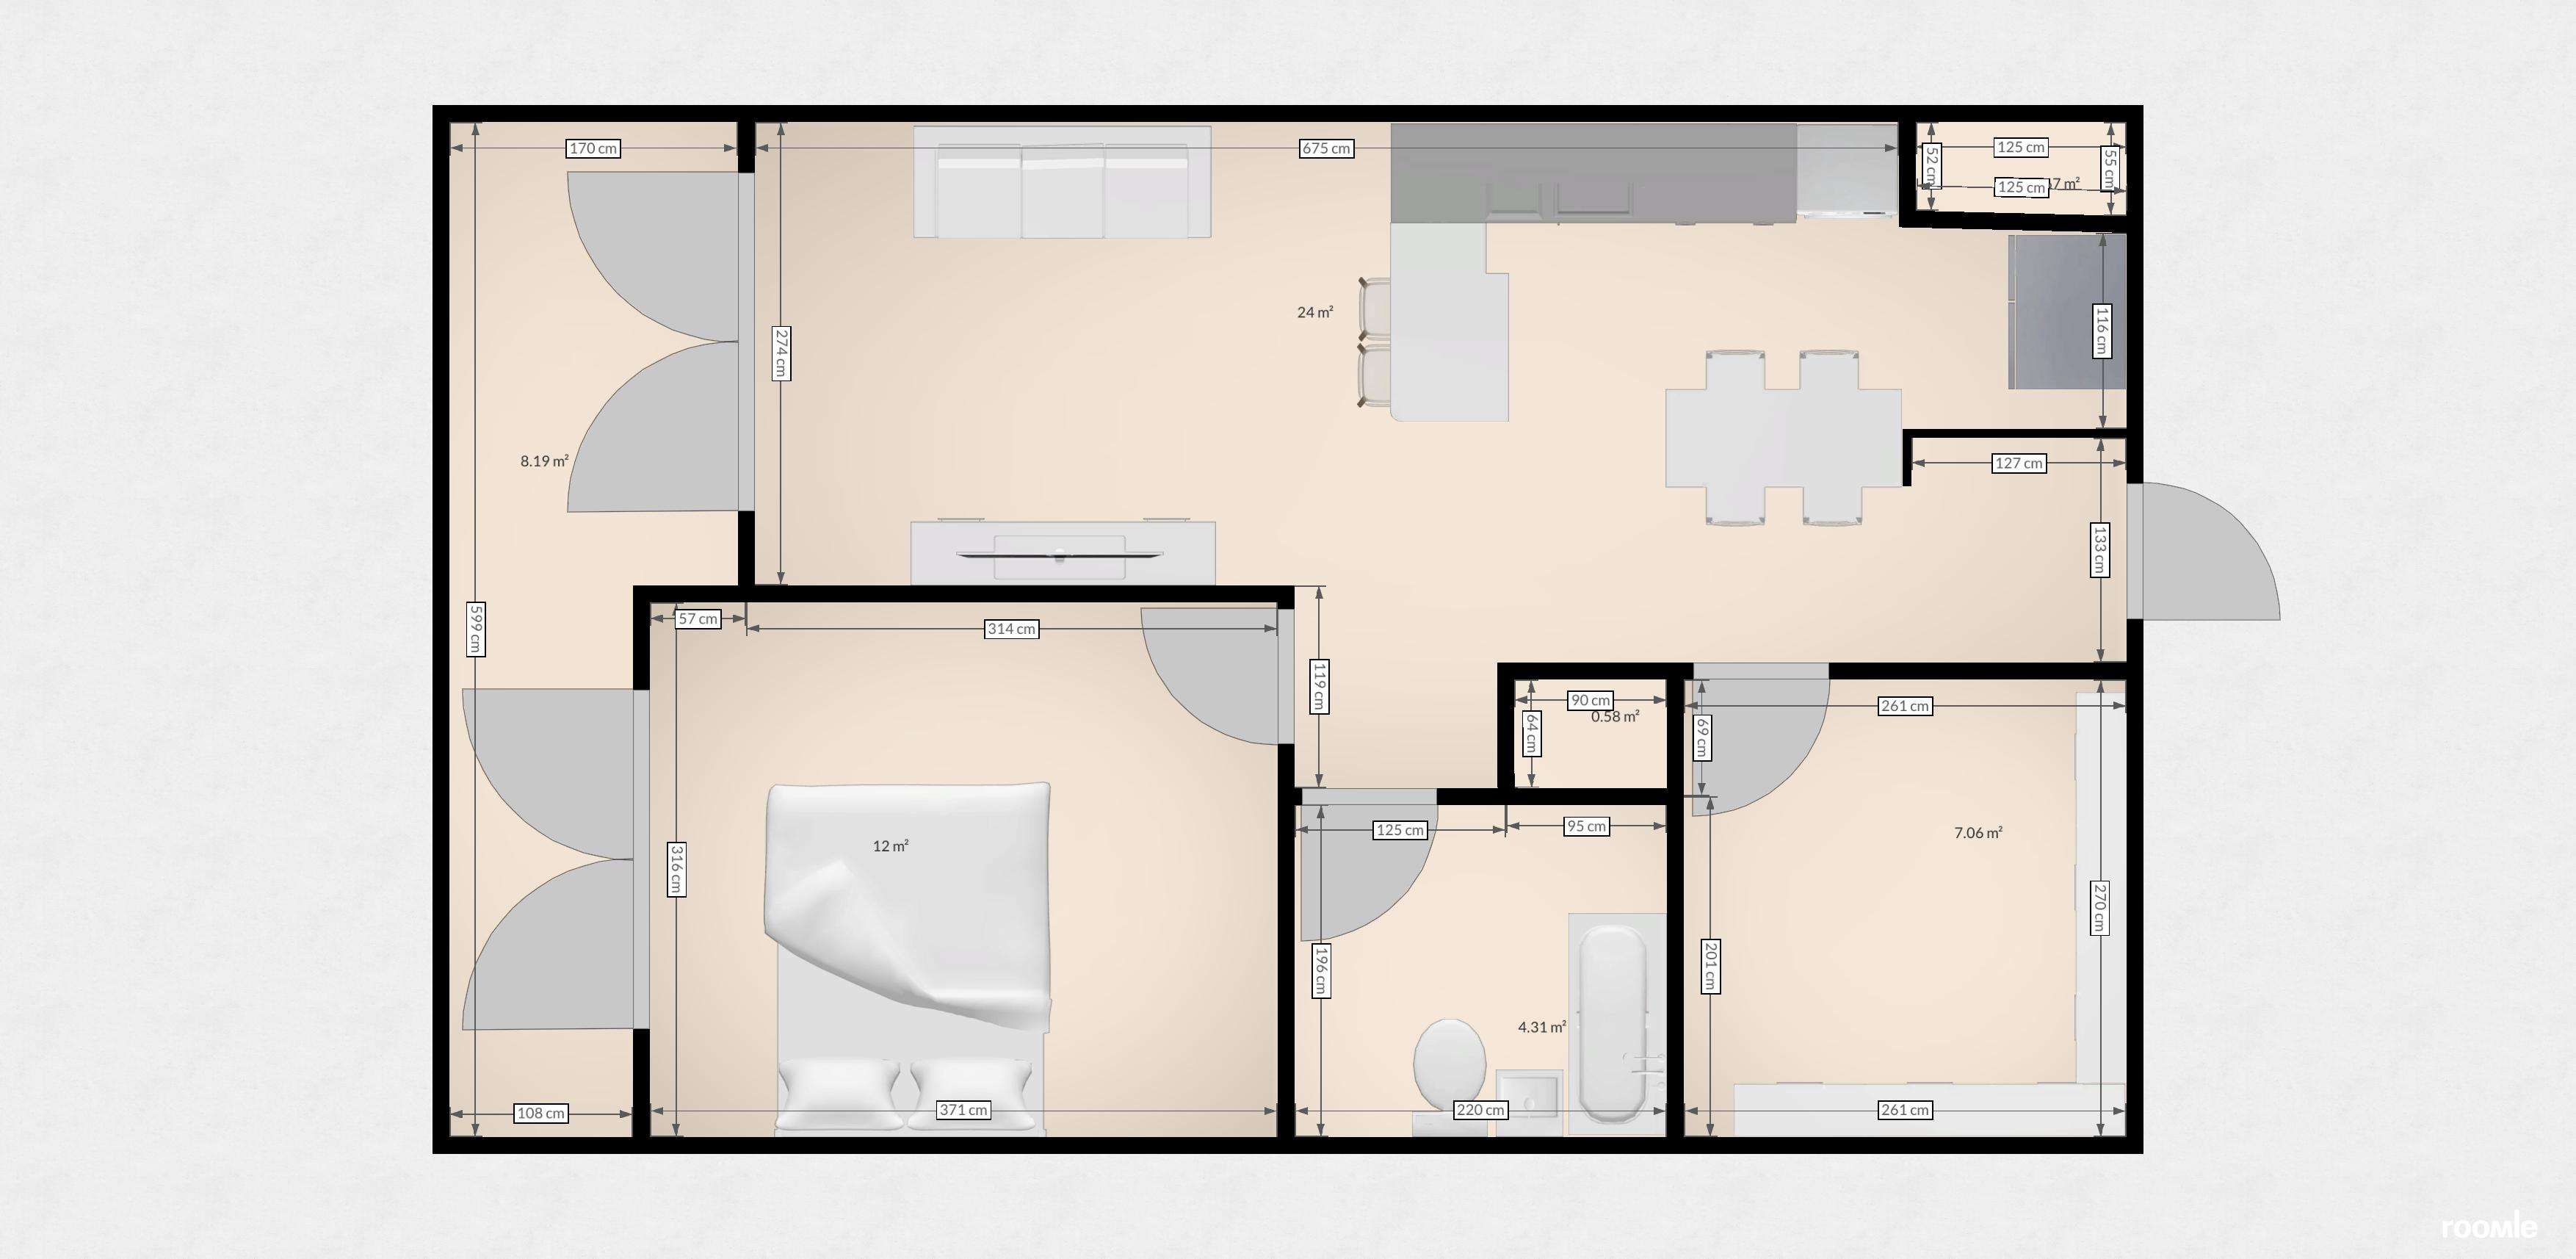 170 cm
675 cm
125 cm
52 cm
55 cm
125 cm
7 m²
24 m²
116 cm
274 cm
8.19 m²
127 cm
133 cm
599 cm
57 cm
314 cm
119 cm
90 cm
0.58 m²
64 cm
69 cm
261 cm
125 cm
95 cm
7.06 m²
12 m²
316 cm
270 cm
201 cm
196 cm
4.31 m²
108 cm
371 cm
220 cm
261 cm
roomle